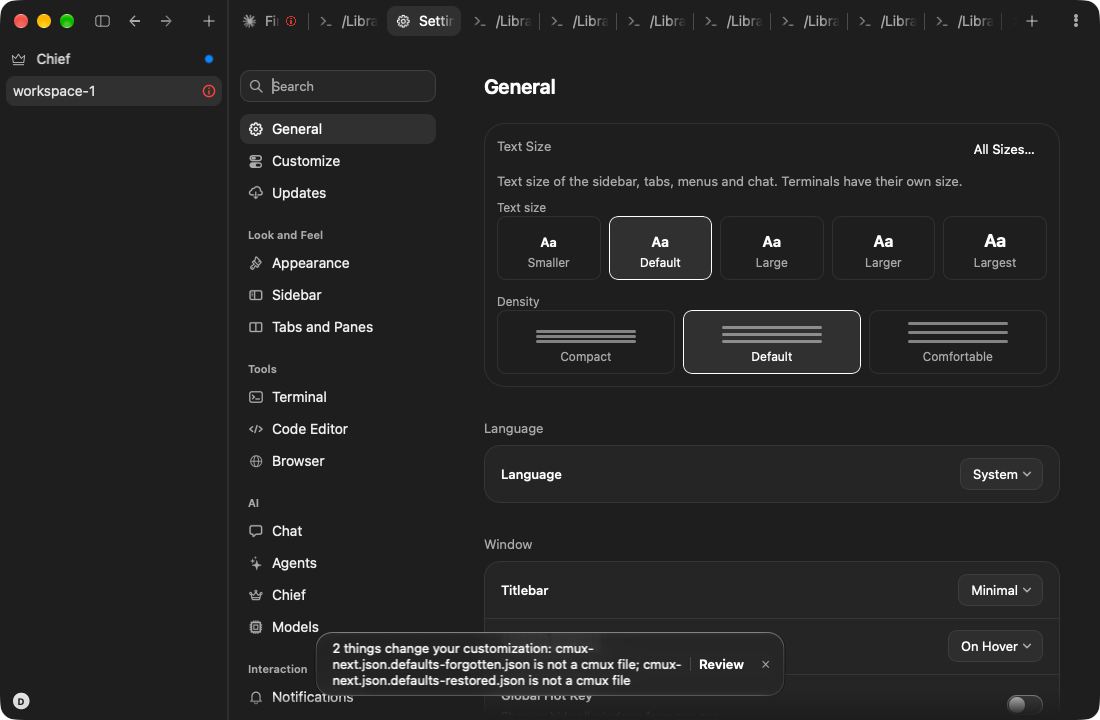 Chief
workspace-1
D
Fi
/Libra
Settin
/Libra
/Libra
/Libra
/Libra
/Libra
/Libra
/Libra
Search
General
Customize
Updates
Look and Feel
Appearance
Sidebar
Tabs and Panes
Tools
Terminal
Code Editor
Browser
AI
Chat
Agents
Chief
Models
Interaction
Notifications
General
Text Size
All Sizes...
Text size of the sidebar, tabs, menus and chat. Terminals have their own size.
Text size
Aa
Smaller
Aa
Default
Aa
Large
Aa
Larger
Aa
Largest
Density
Compact
Default
Comfortable
Language
Language
System
Window
Titlebar
Minimal
On Hover
Global Hot Key
2 things change your customization: cmux-
next.json.defaults-forgotten.json is not a cmux file; cmux-
next.json.defaults-restored.json is not a cmux file
Review